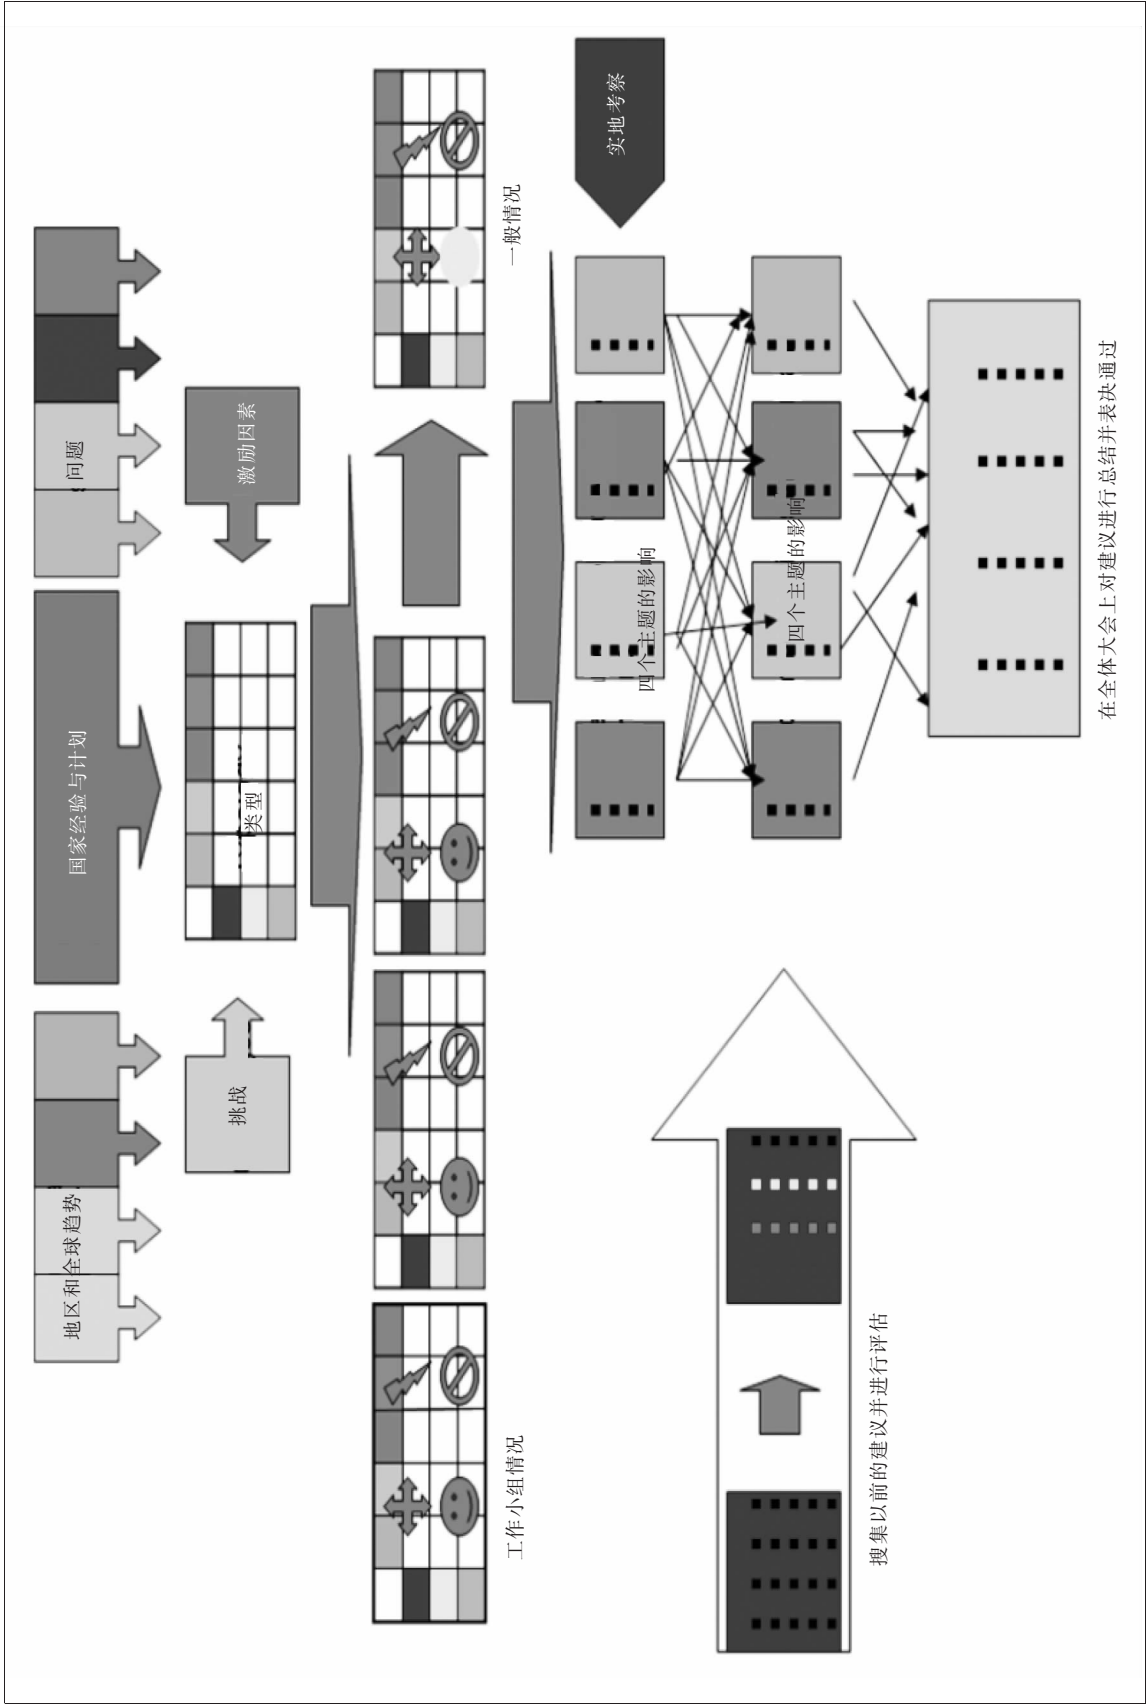 地区和全球趋势
国家经验与计划
问题
挑战
类型
激励因素
工作小组情况
一般情况
实地考察
四个主题的影响
四个主题的影响
搜集以前的建议并进行评估
在全体大会上对建议进行总结并表决通过